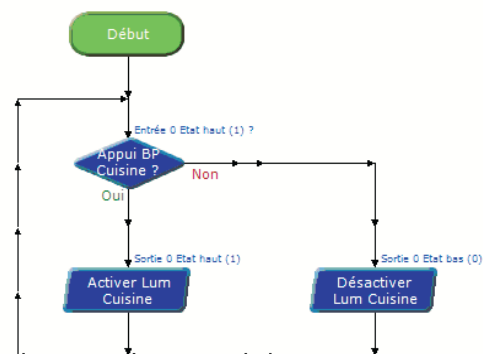 Début
Entrée 0 Etat haut (1) ?
Appui BP
Cuisine ?
Non
Oui
Sortie 0 Etat haut (1)
Activer Lum
Cuisine
Sortie 0 Etat bas (0)
Désactiver
Lum Cuisine